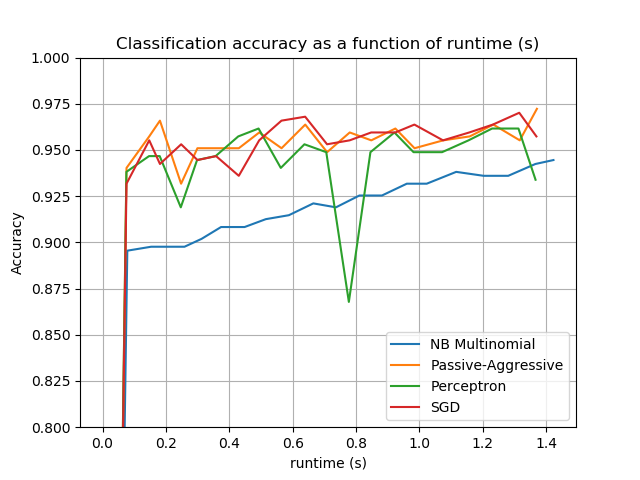 Classification accuracy as a function of runtime (s)
1.000
0.975
0.950
0.925
0.900
0.875
0.850
0.825
0.800
Accuracy
NB Multinomial
Passive-Aggressive
Perceptron
SGD
0.0 0.2 0.4 0.6 0.8 1.0 1.2 1.4
runtime (s)